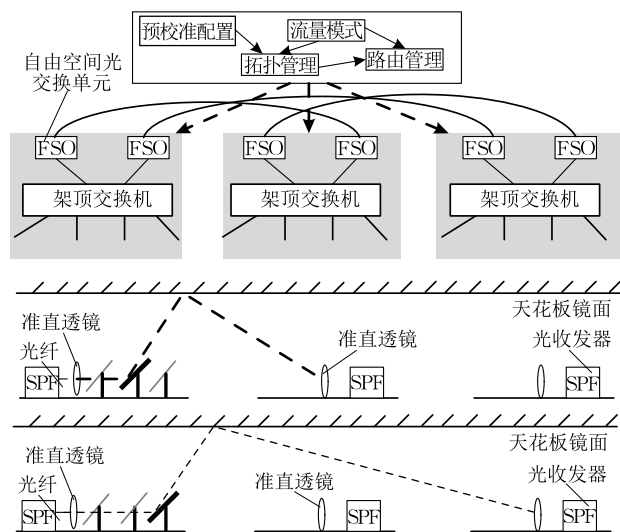 预校准配置
流量模式
拓扑管理
路由管理
自由空间光
交换单元
FSO
FSO
FSO
FSO
FSO
FSO
架顶交换机
架顶交换机
架顶交换机
天花板镜面
准直透镜
光纤
SPF
准直透镜
SPF
光收发器
SPF
天花板镜面
准直透镜
光纤
SPF
准直透镜
SPF
光收发器
SPF